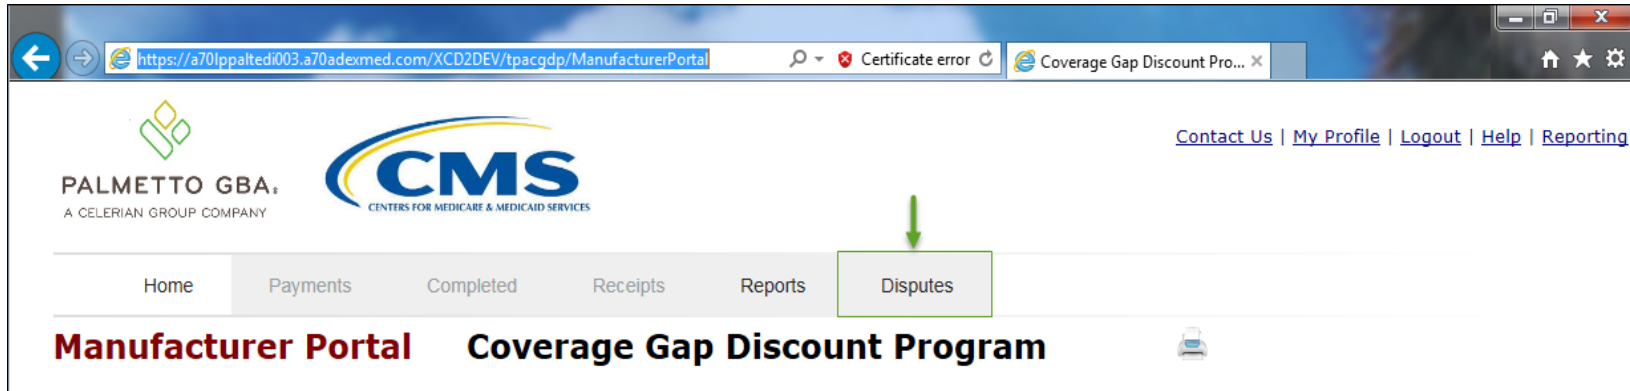 https://a70lppaltedi003.a70adexmed.com/XCD2DEV/tpacgdp/ManufacturerPortal Certificate error Coverage Gap Discount Pro...
Contact Us | My Profile | Logout | Help | Reporting
PALMETTO GBA.
A CELERIAN GROUP COMPANY
CMS
CENTERS FOR MEDICARE & MEDICAID SERVICES
Home Payments Completed Receipts Reports Disputes
Manufacturer Portal Coverage Gap Discount Program